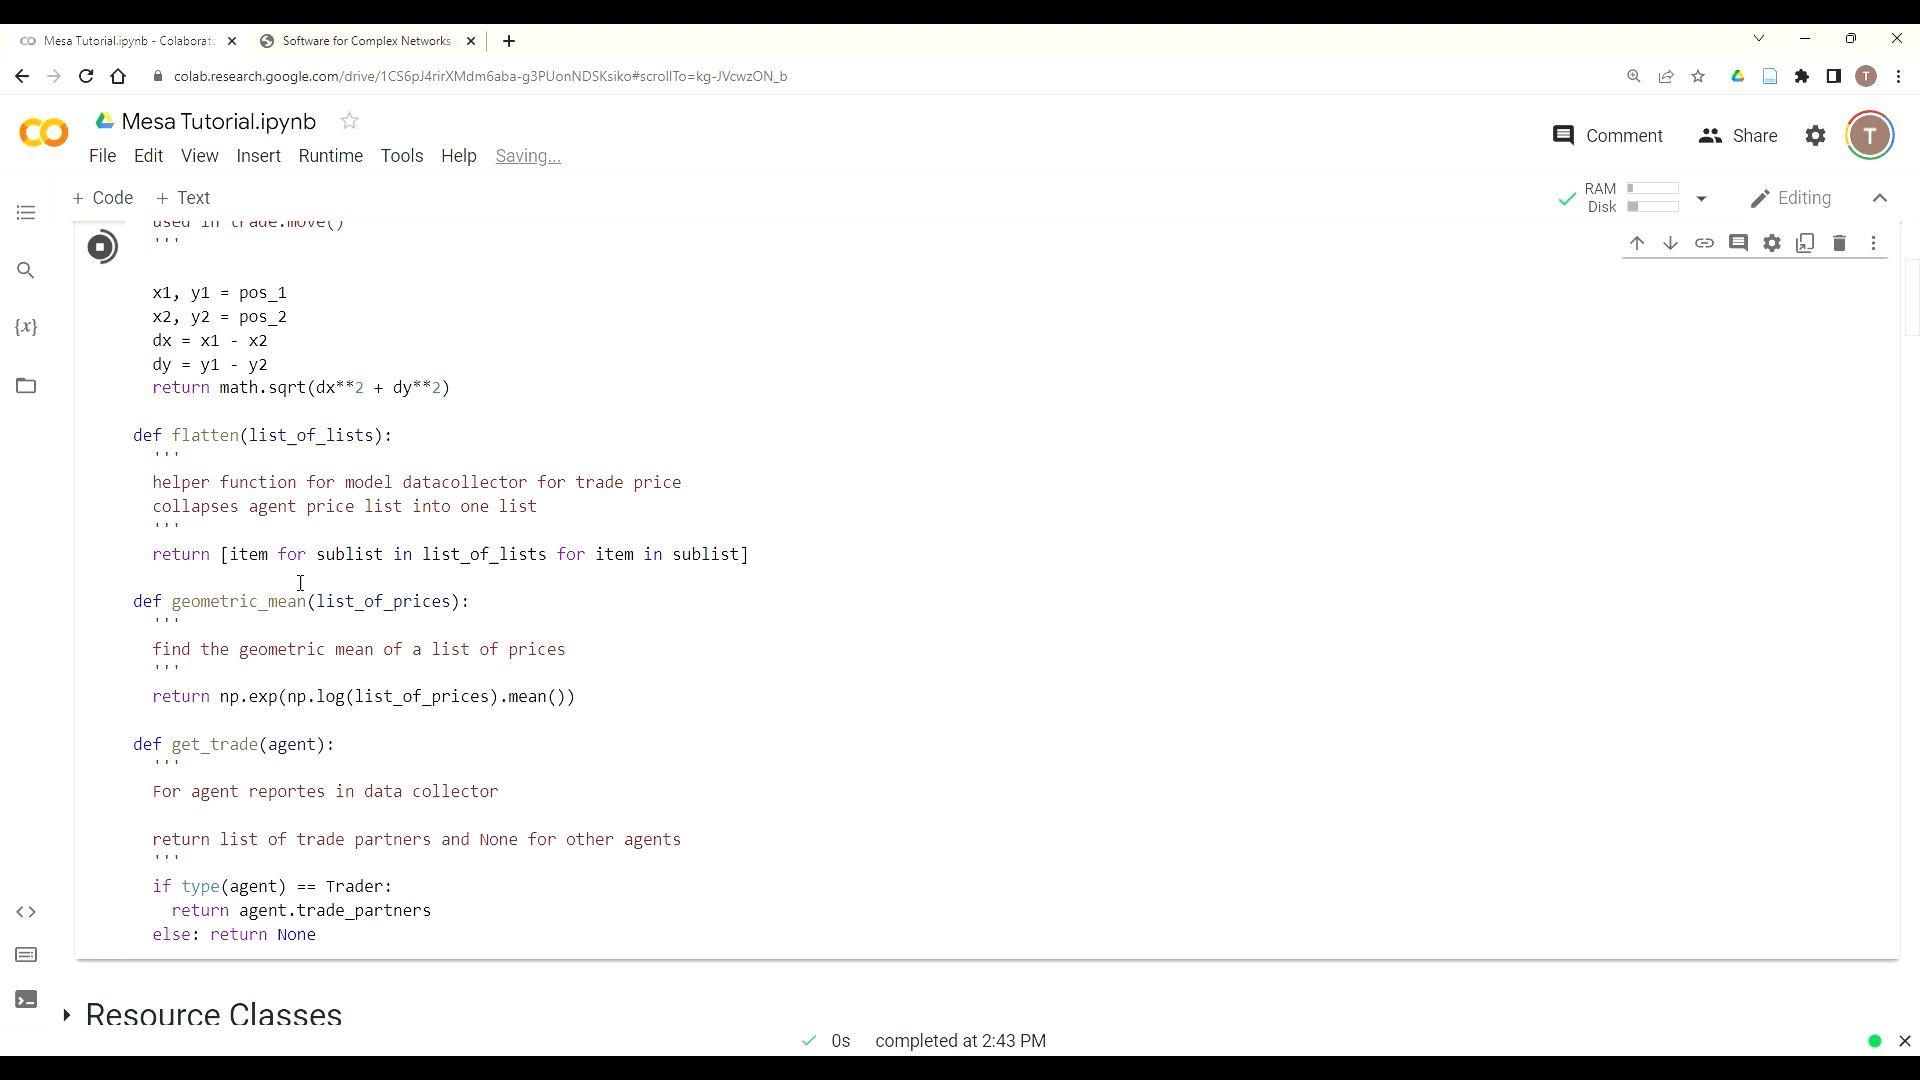 Mesa Tutorial.ipynb - Colaborat
Software for Complex Networks
colab.research.google.com/drive/1CS6pJ4rirXMdm6aba-g3PUonNDSKsiko#scrollTo=kg-JVcwzON_b
T
Mesa Tutorial.ipynb
Comment
Share
T
File Edit View Insert Runtime Tools Help Saving...
+ Code + Text
RAM
Disk
Editing
used in trade.move()
'''
{x}
x1, y1 = pos_1
x2, y2 = pos_2
dx = x1 - x2
dy = y1 - y2
return math.sqrt(dx**2 + dy**2)
def flatten(list_of_lists):
'''
helper function for model datacollector for trade price
collapses agent price list into one list
'''
return [item for sublist in list_of_lists for item in sublist]
def geometric_mean(list_of_prices):
'''
find the geometric mean of a list of prices
'''
return np.exp(np.log(list_of_prices).mean())
def get_trade(agent):
'''
For agent reportes in data collector
return list of trade partners and None for other agents
'''
if type(agent) == Trader:
return agent.trade_partners
else: return None
Resource Classes
0s completed at 2:43 PM